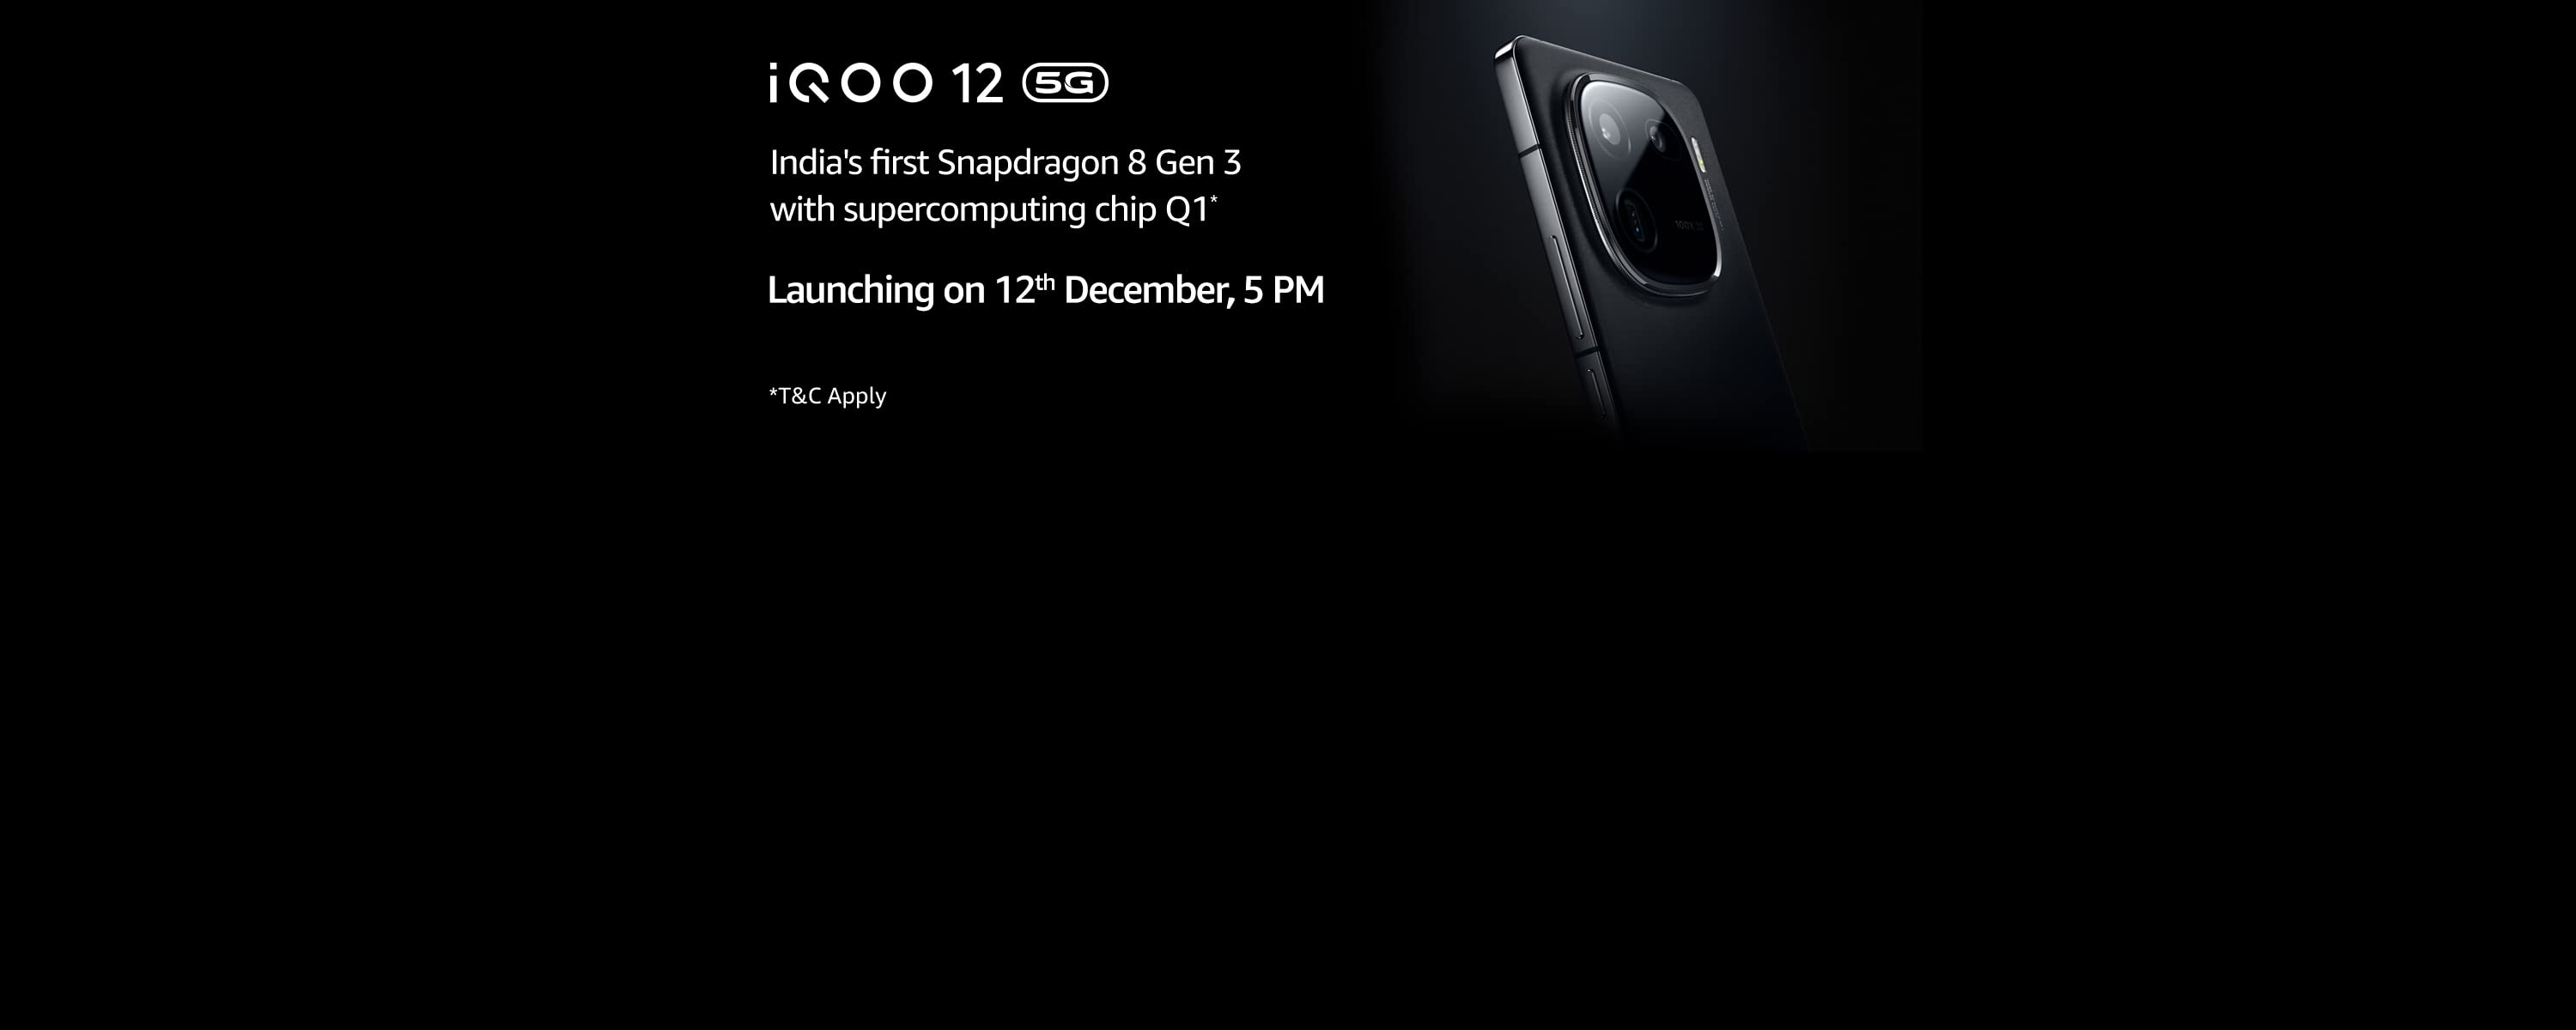 iQOO 12 5G
India's first Snapdragon 8 Gen 3
with supercomputing chip Q1*
Launching on 12th December, 5 PM
*T&C Apply